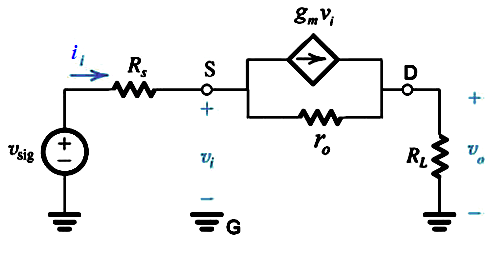 g_m v_i
i_i
R_s
S
D
+
+
v_sig
+
−
v_i
r_o
R_L
v_o
−
−
G